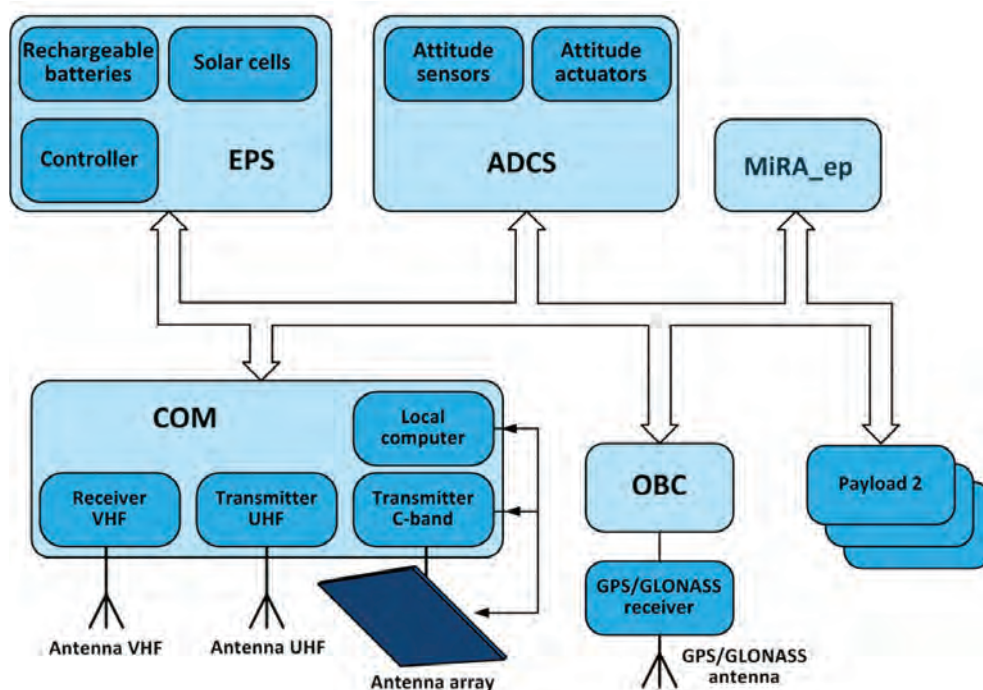 Rechargeable
batteries
Solar cells
Controller
EPS
Attitude
sensors
Attitude
actuators
ADCS
MiRA_ep
COM
Local
computer
Receiver
VHF
Transmitter
UHF
Transmitter
C-band
Antenna VHF
Antenna UHF
Antenna array
OBC
GPS/GLONASS
receiver
GPS/GLONASS
antenna
Payload 2